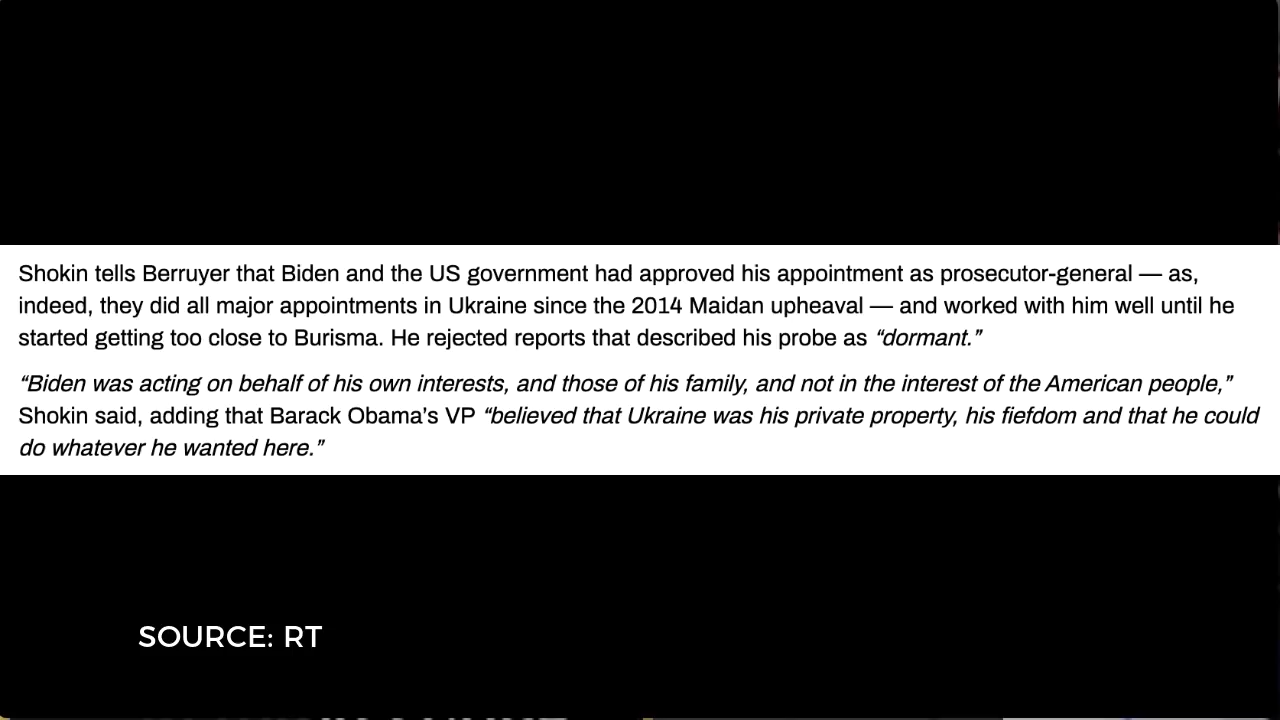 Shokin tells Berruyer that Biden and the US government had approved his appointment as prosecutor-general — as,
indeed, they did all major appointments in Ukraine since the 2014 Maidan upheaval — and worked with him well until he
started getting too close to Burisma. He rejected reports that described his probe as “dormant.”
“Biden was acting on behalf of his own interests, and those of his family, and not in the interest of the American people,”
Shokin said, adding that Barack Obama’s VP “believed that Ukraine was his private property, his fiefdom and that he could
do whatever he wanted here.”
SOURCE: RT